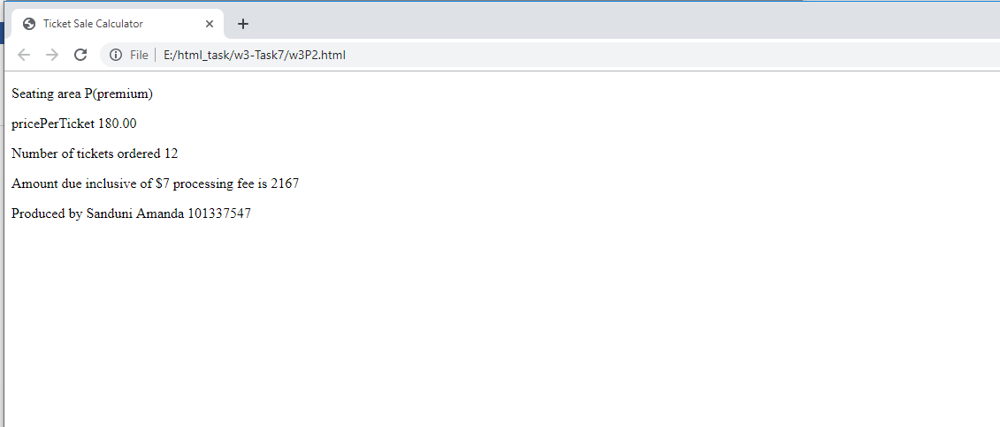 Ticket Sale Calculator
File
E:/html_task/w3-Task7/w3P2.html
Seating area P(premium)
pricePerTicket 180.00
Number of tickets ordered 12
Amount due inclusive of $7 processing fee is 2167
Produced by Sanduni Amanda 101337547